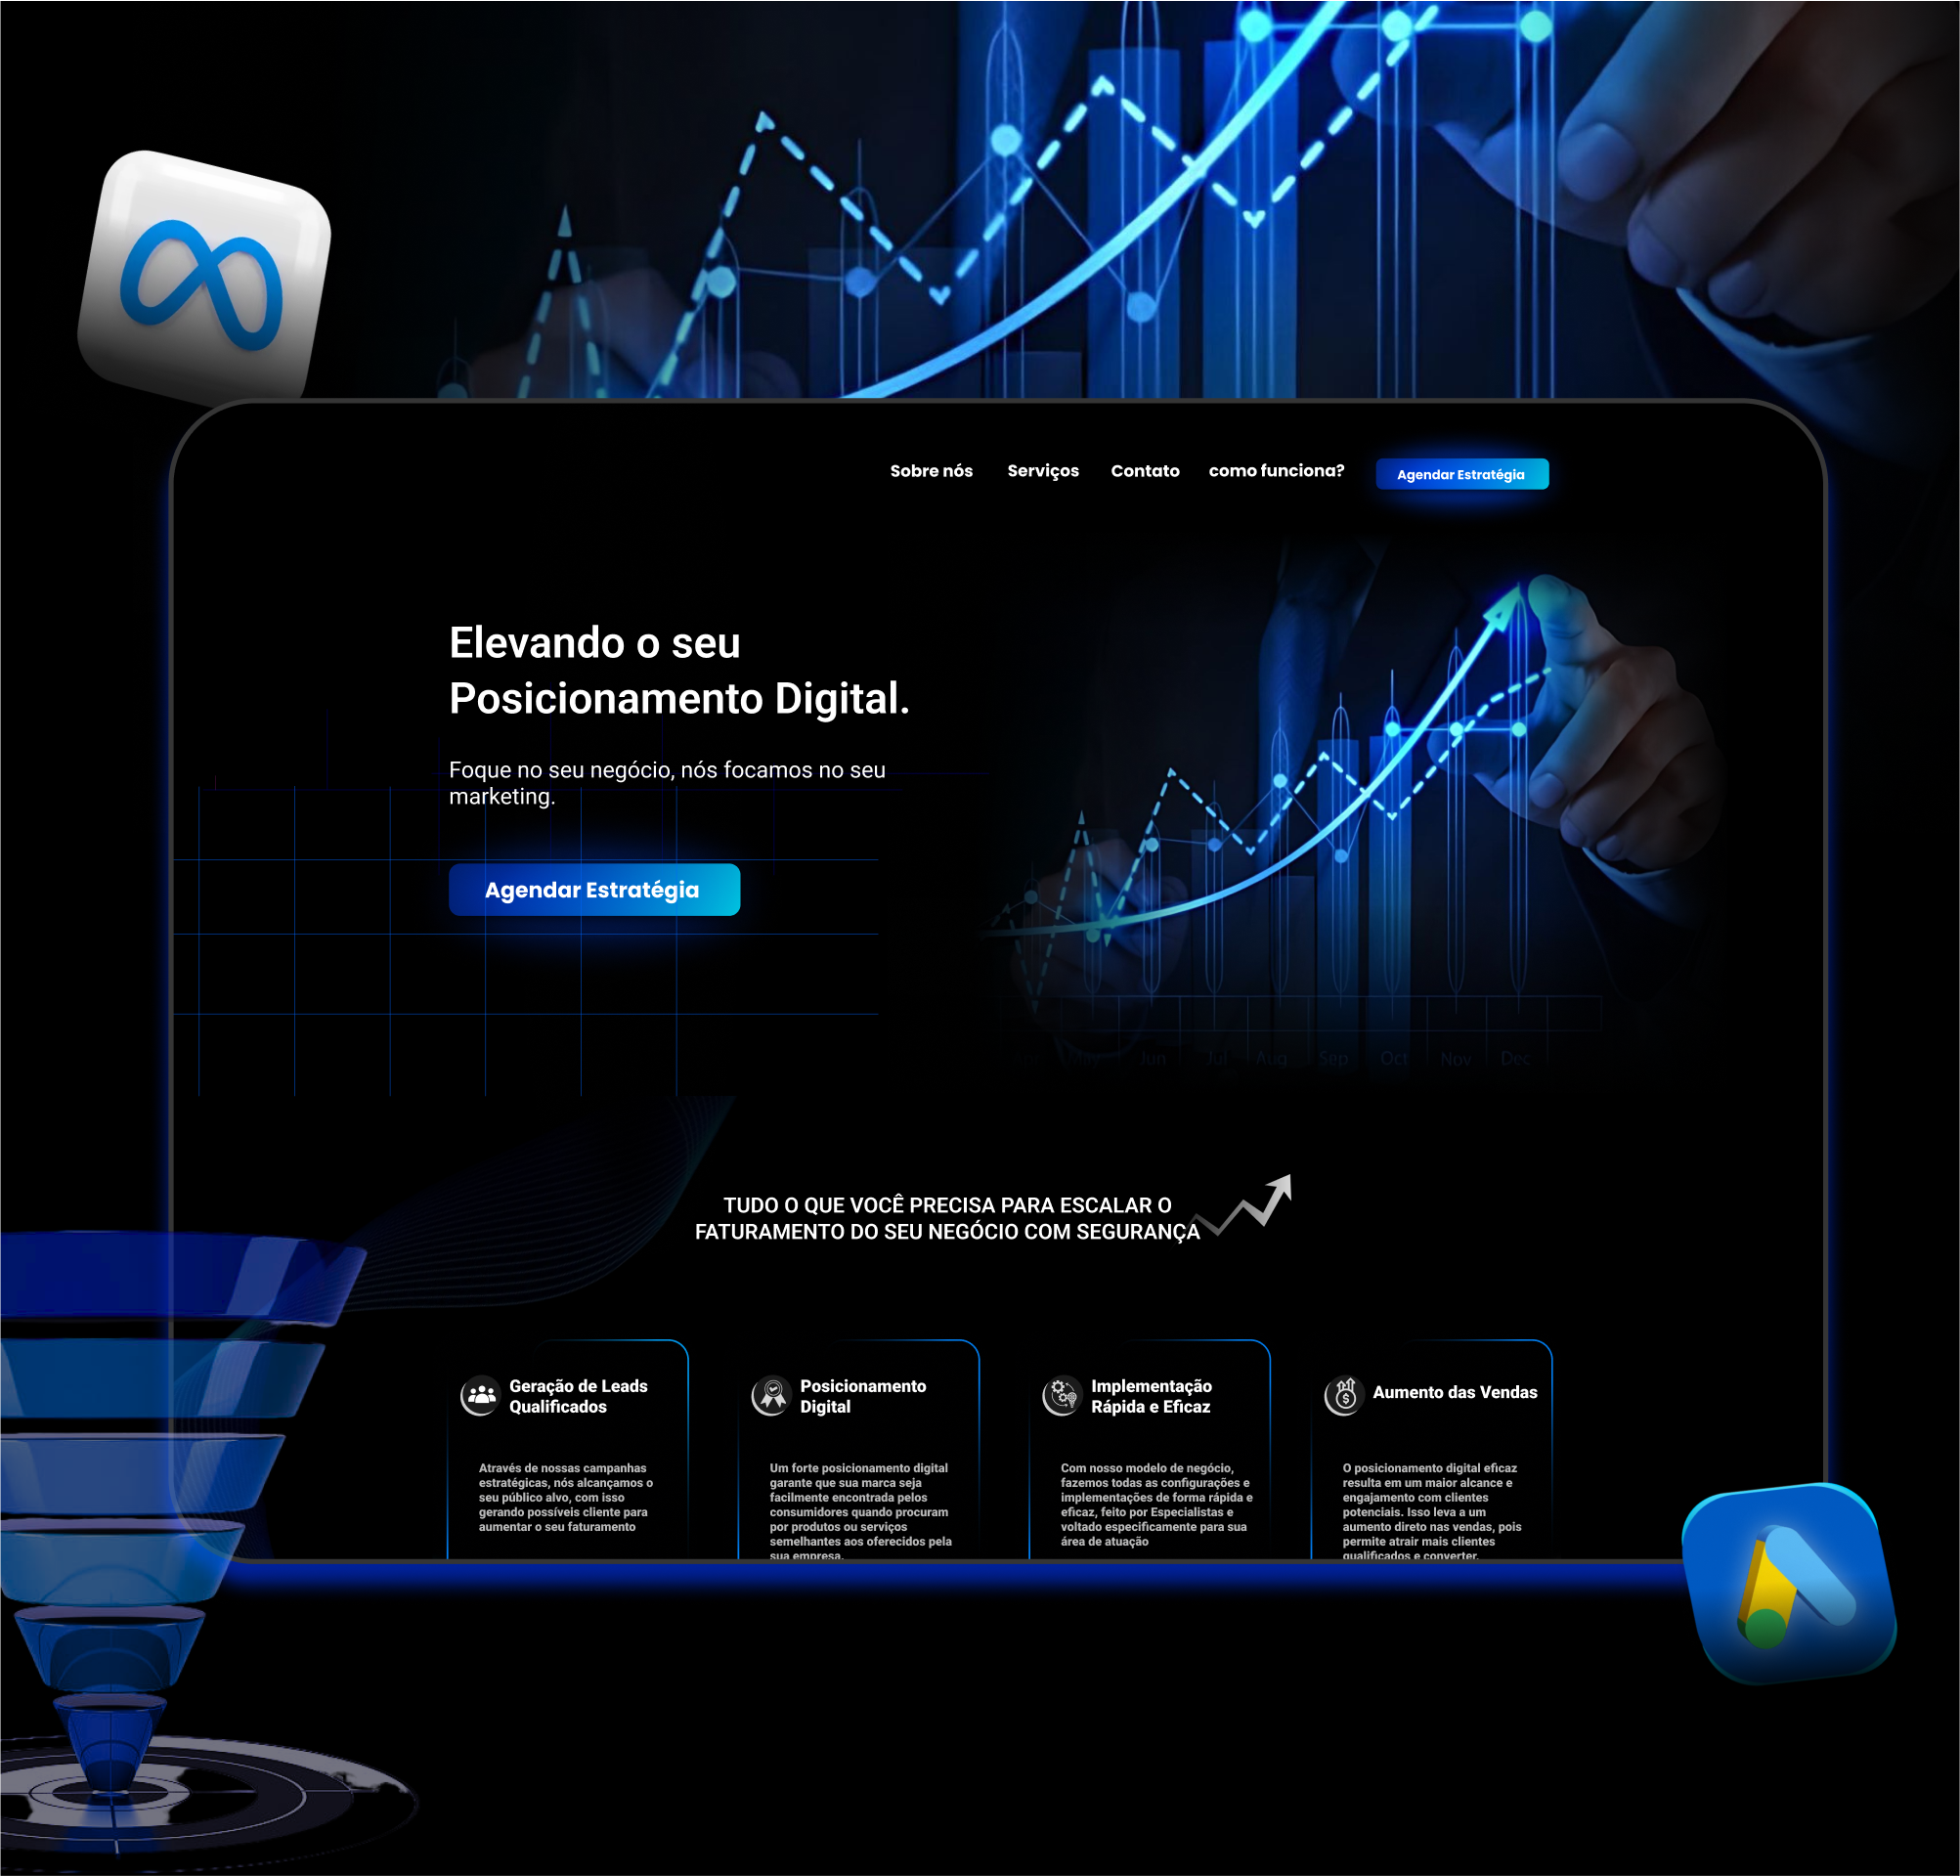 Sobre nós Serviços Contato como funciona? Agendar Estratégia
Elevando o seu
Posicionamento Digital.
Foque no seu negócio, nós focamos no seu
marketing.
Agendar Estratégia
Jun Jul Aug Sep Oct Nov Dec
TUDO O QUE VOCÊ PRECISA PARA ESCALAR O
FATURAMENTO DO SEU NEGÓCIO COM SEGURANÇA
Geração de Leads
Qualificados
Através de nossas campanhas
estratégicas, nós alcançamos o
seu público alvo, com isso
gerando possíveis cliente para
aumentar o seu faturamento
Posicionamento
Digital
Um forte posicionamento digital
garante que sua marca seja
facilmente encontrada pelos
consumidores quando procuram
por produtos ou serviços
semelhantes aos oferecidos pela
sua empresa.
Implementação
Rápida e Eficaz
Com nosso modelo de negócio,
fazemos todas as configurações e
implementações de forma rápida e
eficaz, feito por Especialistas e
voltado especificamente para sua
área de atuação
Aumento das Vendas
O posicionamento digital eficaz
resulta em um maior alcance e
engajamento com clientes
potenciais. Isso leva a um
aumento direto nas vendas, pois
permite atrair mais clientes
qualificados e converter.